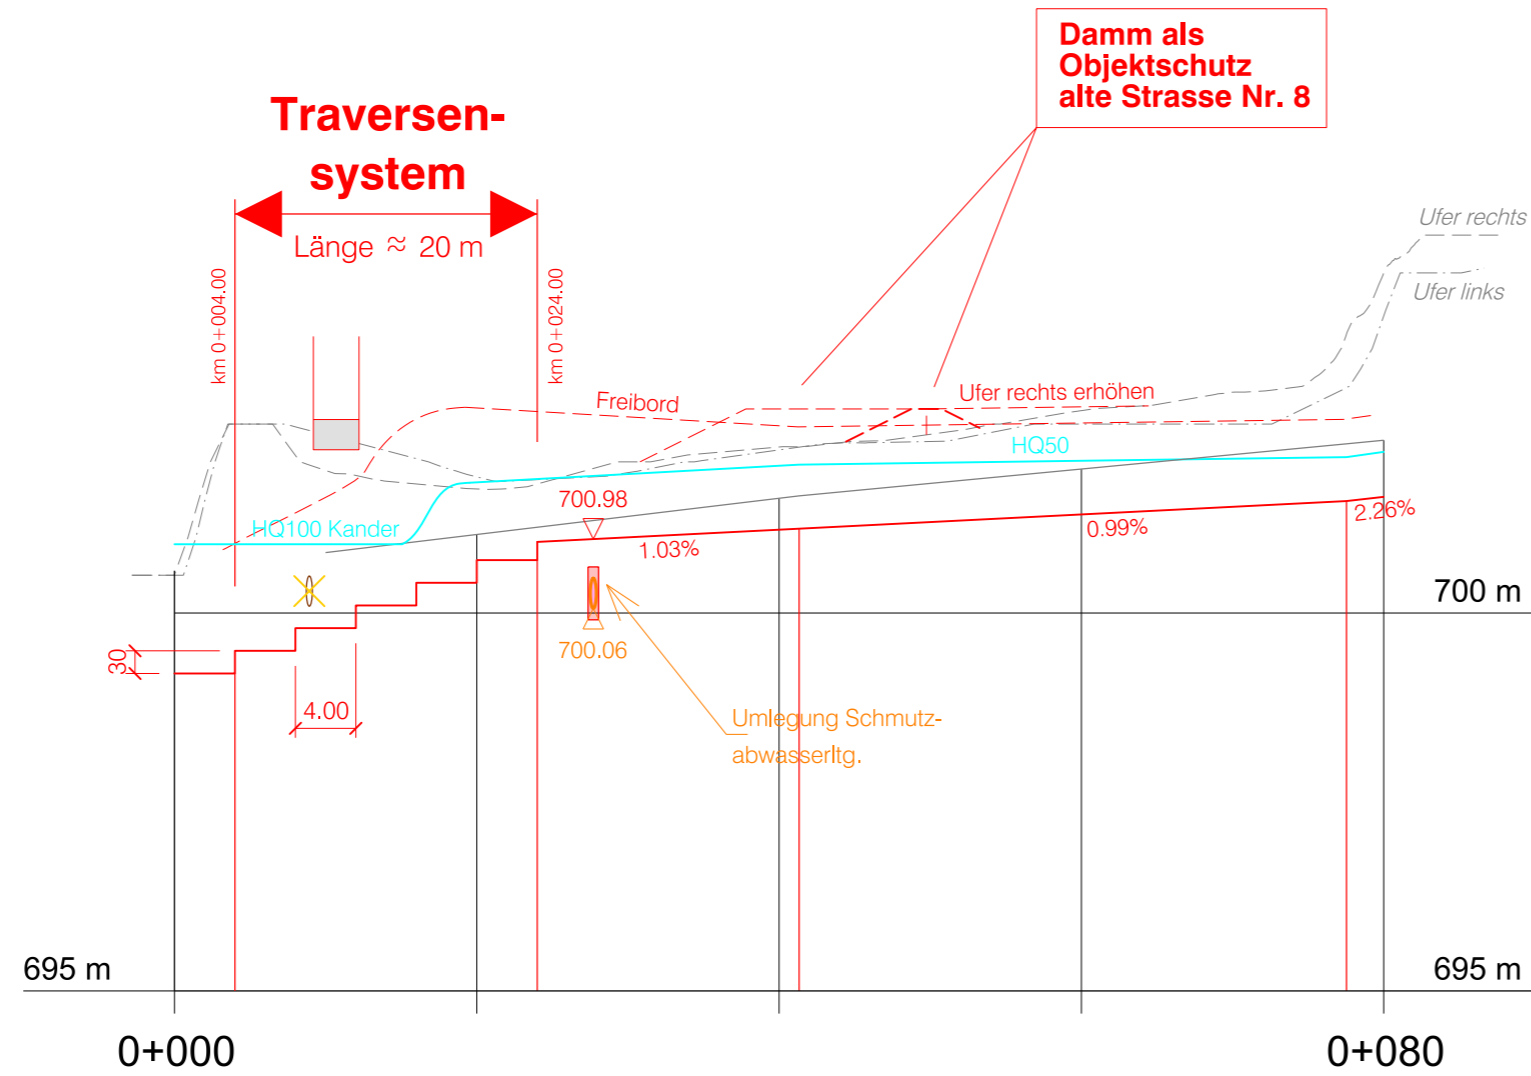 Damm als
Objektschutz
alte Strasse Nr. 8
Traversen-
system
Länge ≈ 20 m
km 0+004.00
km 0+024.00
Ufer rechts
Ufer links
Freibord
Ufer rechts erhöhen
HQ50
HQ100 Kander
700.98
1.03%
0.99%
2.26%
700 m
700.06
30
4.00
Umlegung Schmutz-
abwasserltg.
695 m
695 m
0+000
0+080